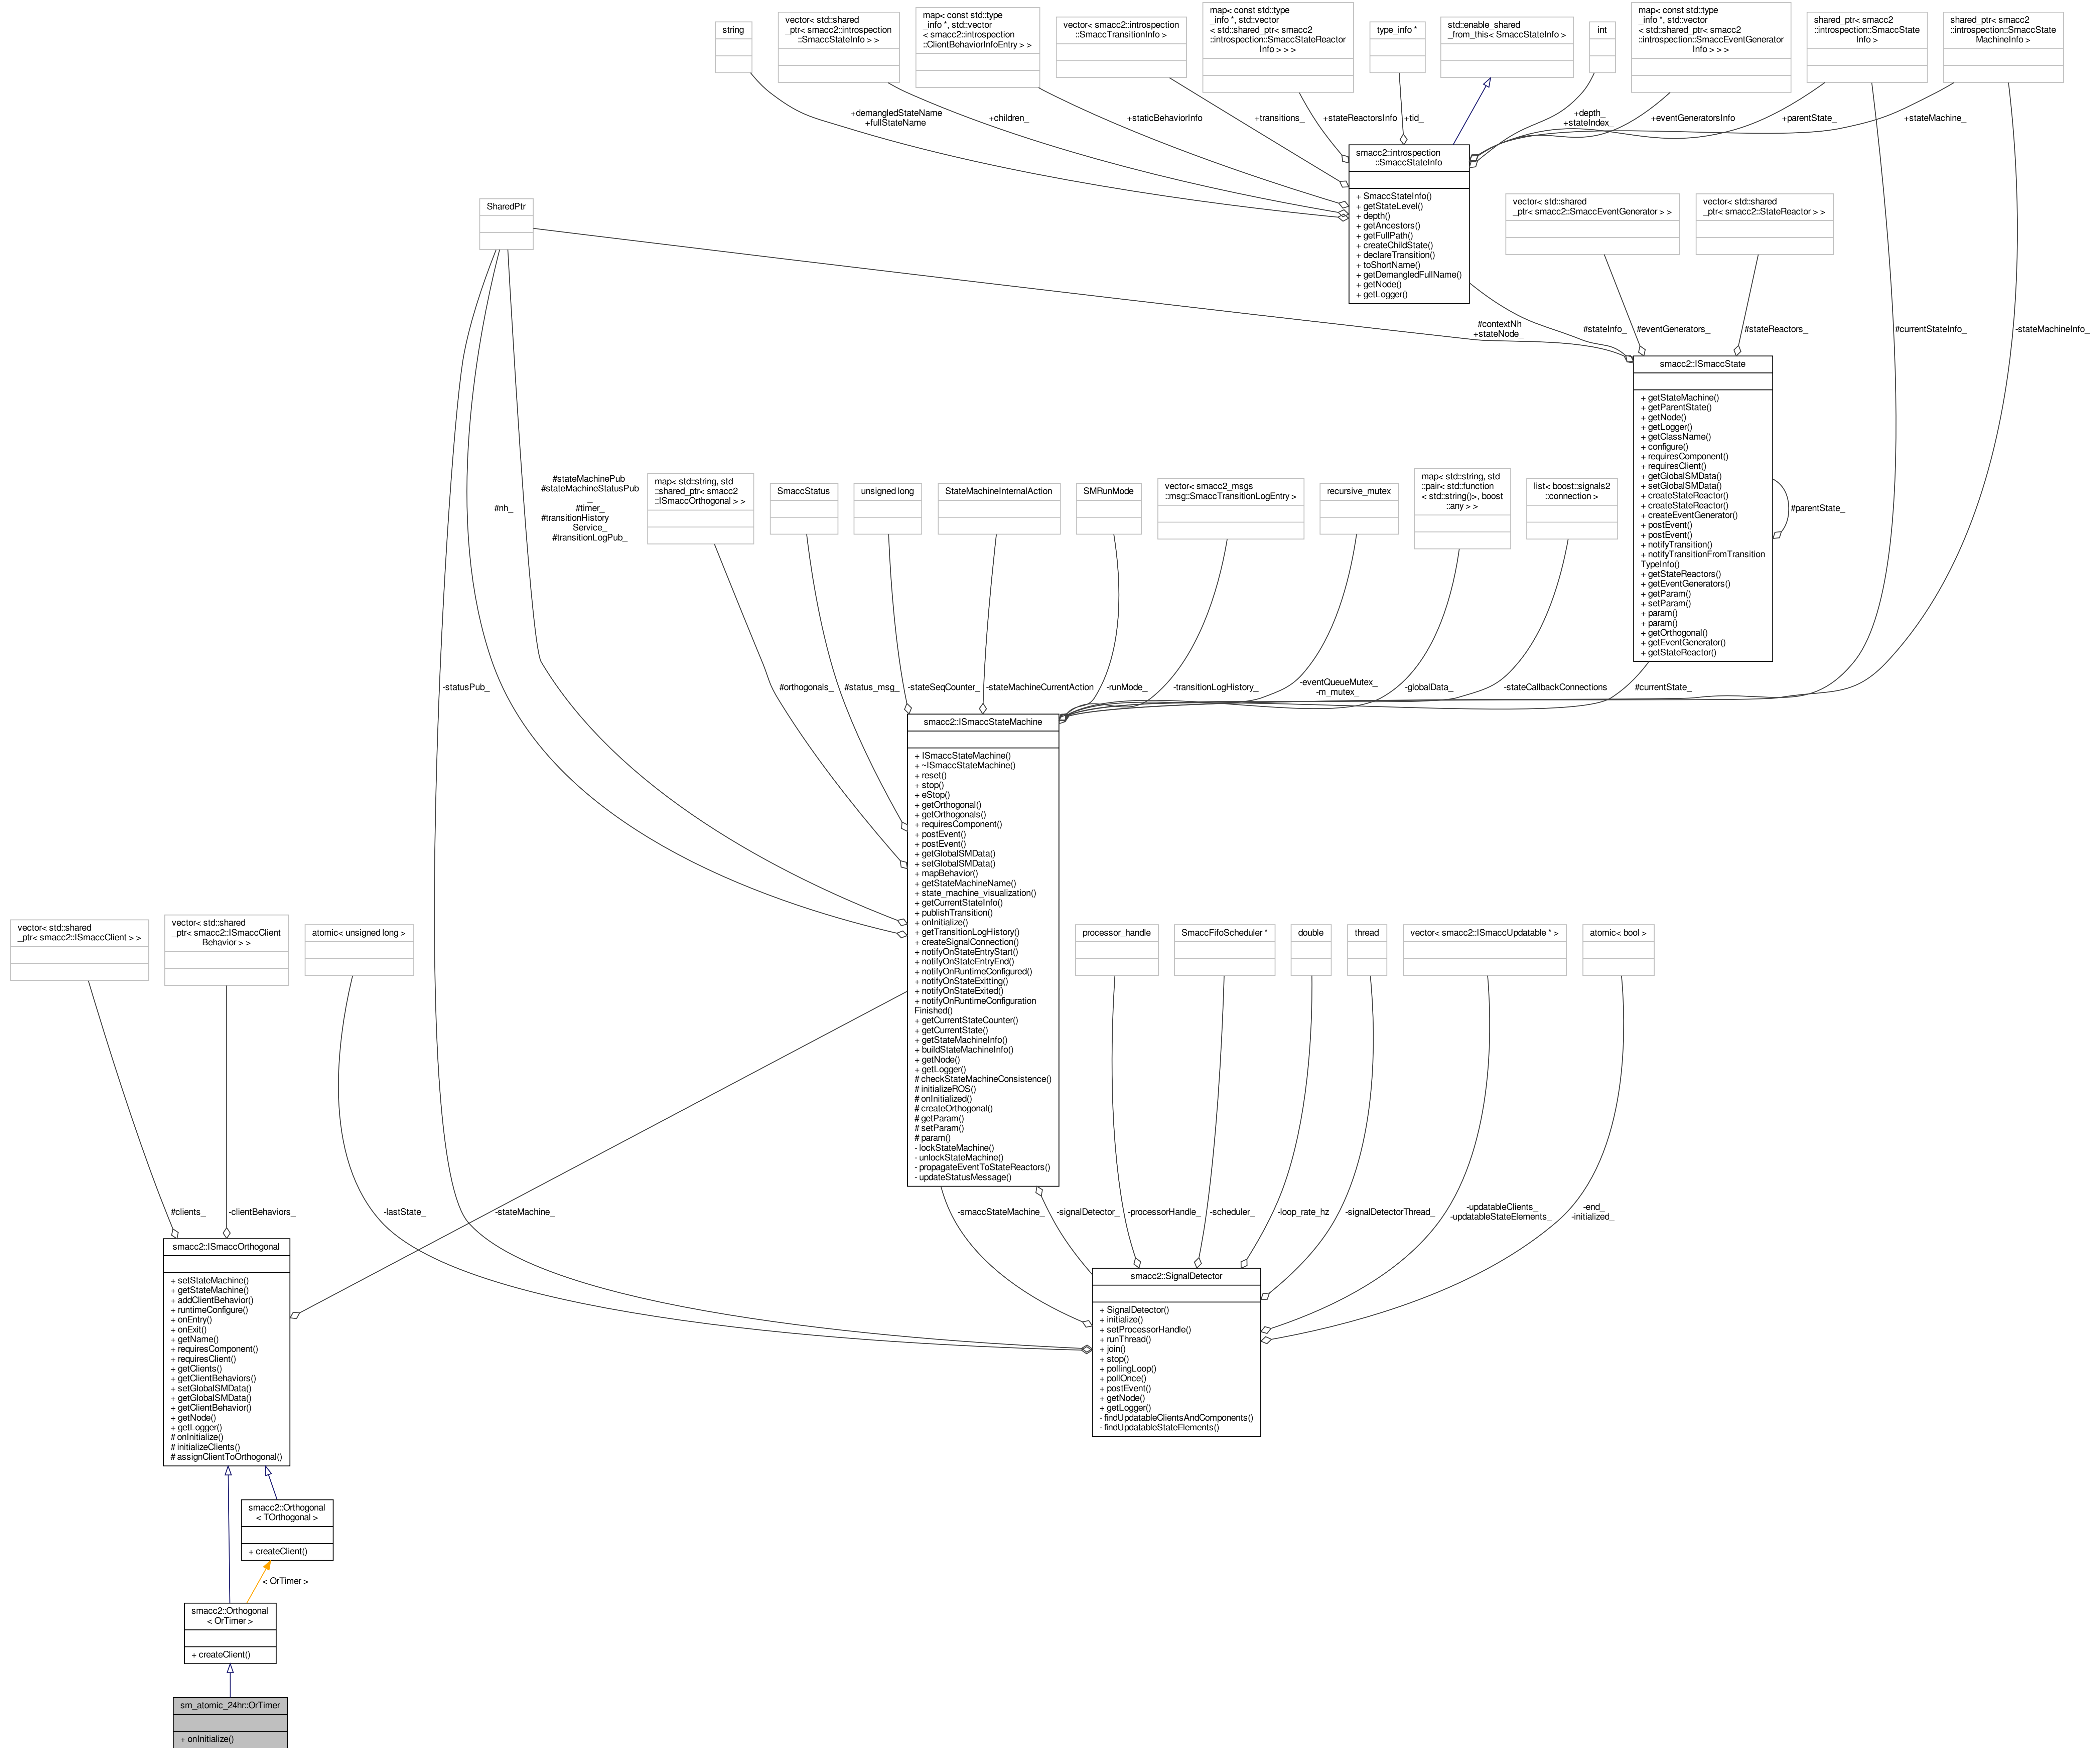 string
vector< std::shared
_ptr< smacc2::introspection
::SmaccStateInfo > >
map< const std::type
_info *, std::vector
< smacc2::introspection
::ClientBehaviorInfoEntry > >
vector< smacc2::introspection
::SmaccTransitionInfo >
map< const std::type
_info *, std::vector
< std::shared_ptr< smacc2
::introspection::SmaccStateReactor
Info > > >
type_info *
std::enable_shared
_from_this< SmaccStateInfo >
int
map< const std::type
_info *, std::vector
< std::shared_ptr< smacc2
::introspection::SmaccEventGenerator
Info > > >
shared_ptr< smacc2
::introspection::SmaccState
Info >
shared_ptr< smacc2
::introspection::SmaccState
MachineInfo >
+demangledStateName
+fullStateName
+children_
+staticBehaviorInfo
+transitions_
+stateReactorsInfo
+tid_
+depth_
+stateIndex_
+eventGeneratorsInfo
+parentState_
+stateMachine_
smacc2::introspection
::SmaccStateInfo
+ SmaccStateInfo()
+ getStateLevel()
+ depth()
+ getAncestors()
+ getFullPath()
+ createChildState()
+ declareTransition()
+ toShortName()
+ getDemangledFullName()
+ getNode()
+ getLogger()
SharedPtr
vector< std::shared
_ptr< smacc2::SmaccEventGenerator > >
vector< std::shared
_ptr< smacc2::StateReactor > >
#contextNh
+stateNode_
#stateInfo_
#eventGenerators_
#stateReactors_
#currentStateInfo_
-stateMachineInfo_
smacc2::ISmaccState
+ getStateMachine()
+ getParentState()
+ getNode()
+ getLogger()
+ getClassName()
+ configure()
+ requiresComponent()
+ requiresClient()
+ getGlobalSMData()
+ setGlobalSMData()
+ createStateReactor()
+ createStateReactor()
+ createEventGenerator()
+ postEvent()
+ postEvent()
+ notifyTransition()
+ notifyTransitionFromTransition
TypeInfo()
+ getStateReactors()
+ getEventGenerators()
+ getParam()
+ setParam()
+ param()
+ param()
+ getOrthogonal()
+ getEventGenerator()
+ getStateReactor()
#parentState_
#nh_
#stateMachinePub_
#stateMachineStatusPub
_
#timer_
#transitionHistory
Service_
#transitionLogPub_
map< std::string, std
::shared_ptr< smacc2
::ISmaccOrthogonal > >
SmaccStatus
unsigned long
StateMachineInternalAction
SMRunMode
vector< smacc2_msgs
::msg::SmaccTransitionLogEntry >
recursive_mutex
map< std::string, std
::pair< std::function
< std::string()>, boost
::any > >
list< boost::signals2
::connection >
-statusPub_
#orthogonals_
#status_msg_
-stateSeqCounter_
-stateMachineCurrentAction
-runMode_
-transitionLogHistory_
-eventQueueMutex_
-m_mutex_
-globalData_
-stateCallbackConnections
#currentState_
smacc2::ISmaccStateMachine
+ ISmaccStateMachine()
+ ~ISmaccStateMachine()
+ reset()
+ stop()
+ eStop()
+ getOrthogonal()
+ getOrthogonals()
+ requiresComponent()
+ postEvent()
+ postEvent()
+ getGlobalSMData()
+ setGlobalSMData()
+ mapBehavior()
+ getStateMachineName()
+ state_machine_visualization()
+ getCurrentStateInfo()
+ publishTransition()
+ onInitialize()
+ getTransitionLogHistory()
+ createSignalConnection()
+ notifyOnStateEntryStart()
+ notifyOnStateEntryEnd()
+ notifyOnRuntimeConfigured()
+ notifyOnStateExitting()
+ notifyOnStateExited()
+ notifyOnRuntimeConfiguration
Finished()
+ getCurrentStateCounter()
+ getCurrentState()
+ getStateMachineInfo()
+ buildStateMachineInfo()
+ getNode()
+ getLogger()
# checkStateMachineConsistence()
# initializeROS()
# onInitialized()
# createOrthogonal()
# getParam()
# setParam()
# param()
- lockStateMachine()
- unlockStateMachine()
- propagateEventToStateReactors()
- updateStatusMessage()
vector< std::shared
_ptr< smacc2::ISmaccClient > >
vector< std::shared
_ptr< smacc2::ISmaccClient
Behavior > >
atomic< unsigned long >
processor_handle
SmaccFifoScheduler *
double
thread
vector< smacc2::ISmaccUpdatable * >
atomic< bool >
#clients_
-clientBehaviors_
-lastState_
-stateMachine_
-smaccStateMachine_
-signalDetector_
-processorHandle_
-scheduler_
-loop_rate_hz
-signalDetectorThread_
-updatableClients_
-updatableStateElements_
-end_
-initialized_
smacc2::ISmaccOrthogonal
+ setStateMachine()
+ getStateMachine()
+ addClientBehavior()
+ runtimeConfigure()
+ onEntry()
+ onExit()
+ getName()
+ requiresComponent()
+ requiresClient()
+ getClients()
+ getClientBehaviors()
+ setGlobalSMData()
+ getGlobalSMData()
+ getClientBehavior()
+ getNode()
+ getLogger()
# onInitialize()
# initializeClients()
# assignClientToOrthogonal()
smacc2::SignalDetector
+ SignalDetector()
+ initialize()
+ setProcessorHandle()
+ runThread()
+ join()
+ stop()
+ pollingLoop()
+ pollOnce()
+ postEvent()
+ getNode()
+ getLogger()
- findUpdatableClientsAndComponents()
- findUpdatableStateElements()
smacc2::Orthogonal
< TOrthogonal >
+ createClient()
< OrTimer >
smacc2::Orthogonal
< OrTimer >
+ createClient()
sm_atomic_24hr::OrTimer
+ onInitialize()